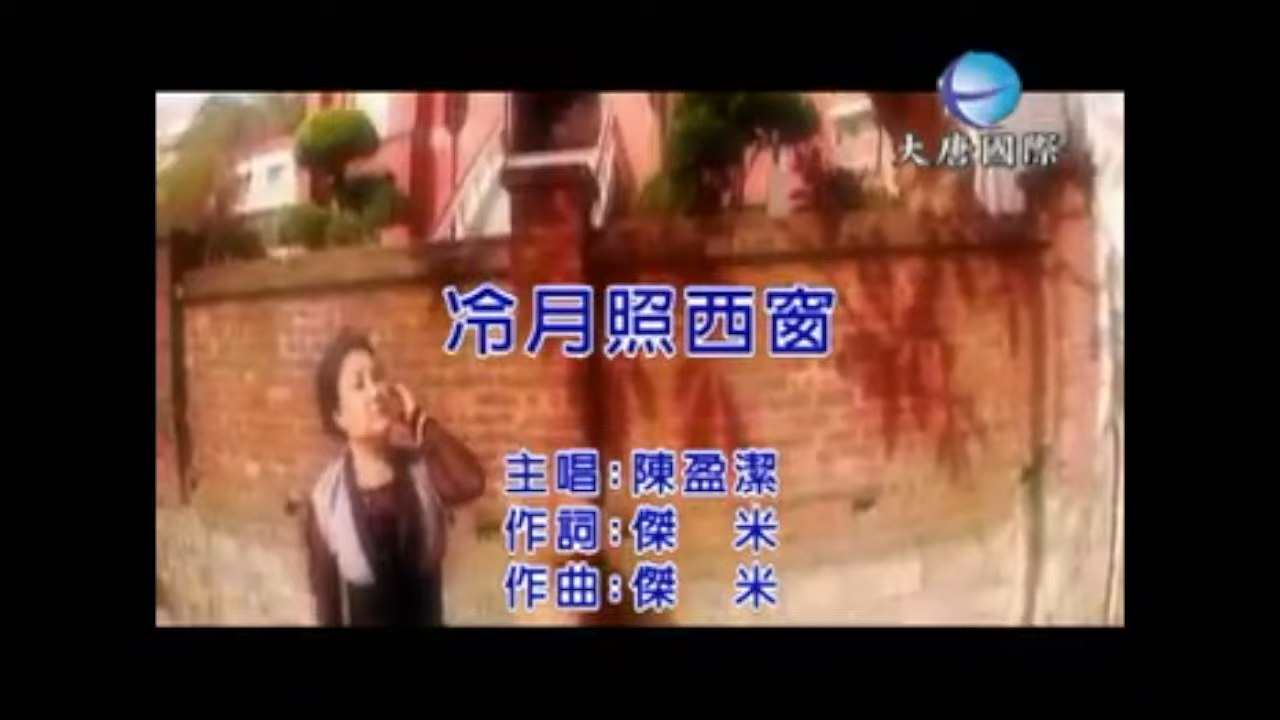 大唐國際
冷月照西窗
主唱:陳盈潔
作詞:傑 米
作曲:傑 米